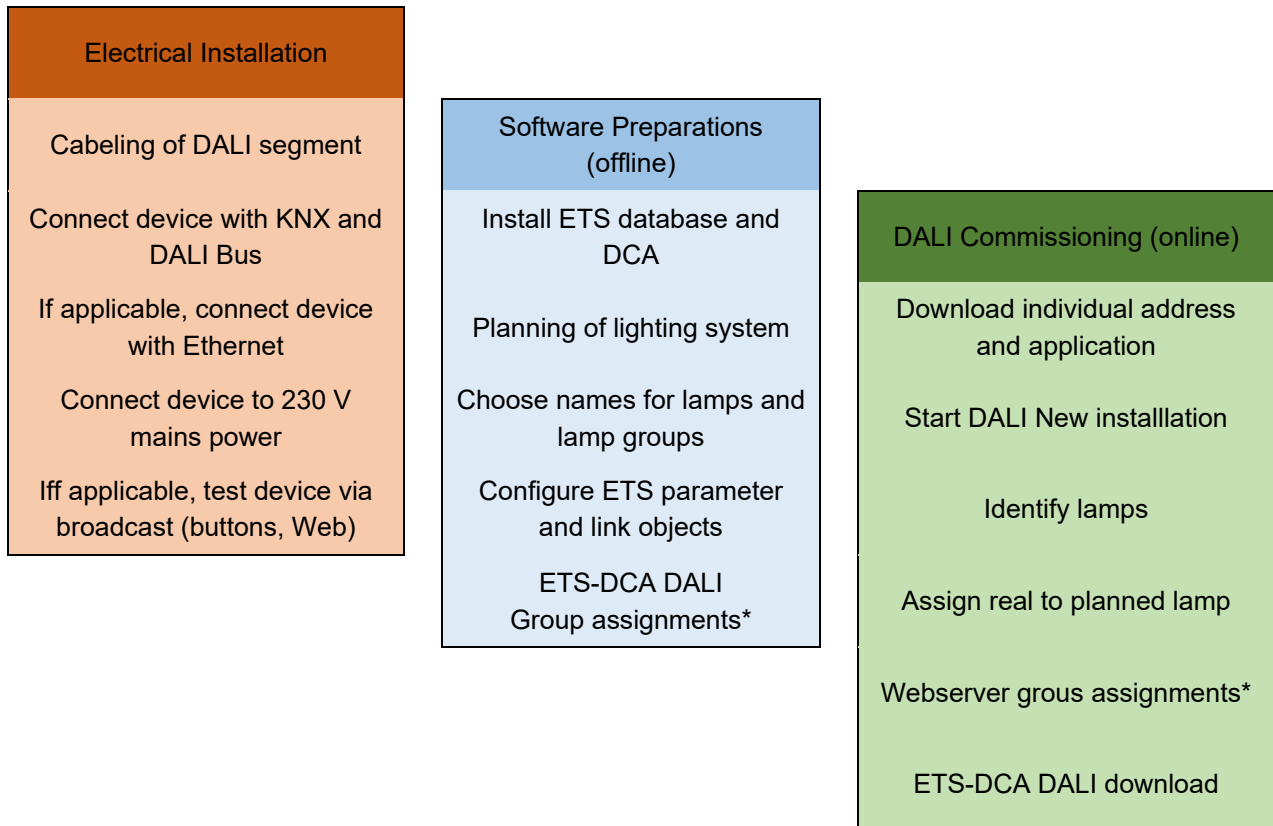 Electrical Installation
Cabeling of DALI segment
Connect device with KNX and
DALI Bus
If applicable, connect device
with Ethernet
Connect device to 230 V
mains power
Iff applicable, test device via
broadcast (buttons, Web)
Software Preparations
(offline)
Install ETS database and
DCA
Planning of lighting system
Choose names for lamps and
lamp groups
Configure ETS parameter
and link objects
ETS-DCA DALI
Group assignments*
DALI Commissioning (online)
Download individual address
and application
Start DALI New installlation
Identify lamps
Assign real to planned lamp
Webserver grous assignments*
ETS-DCA DALI download